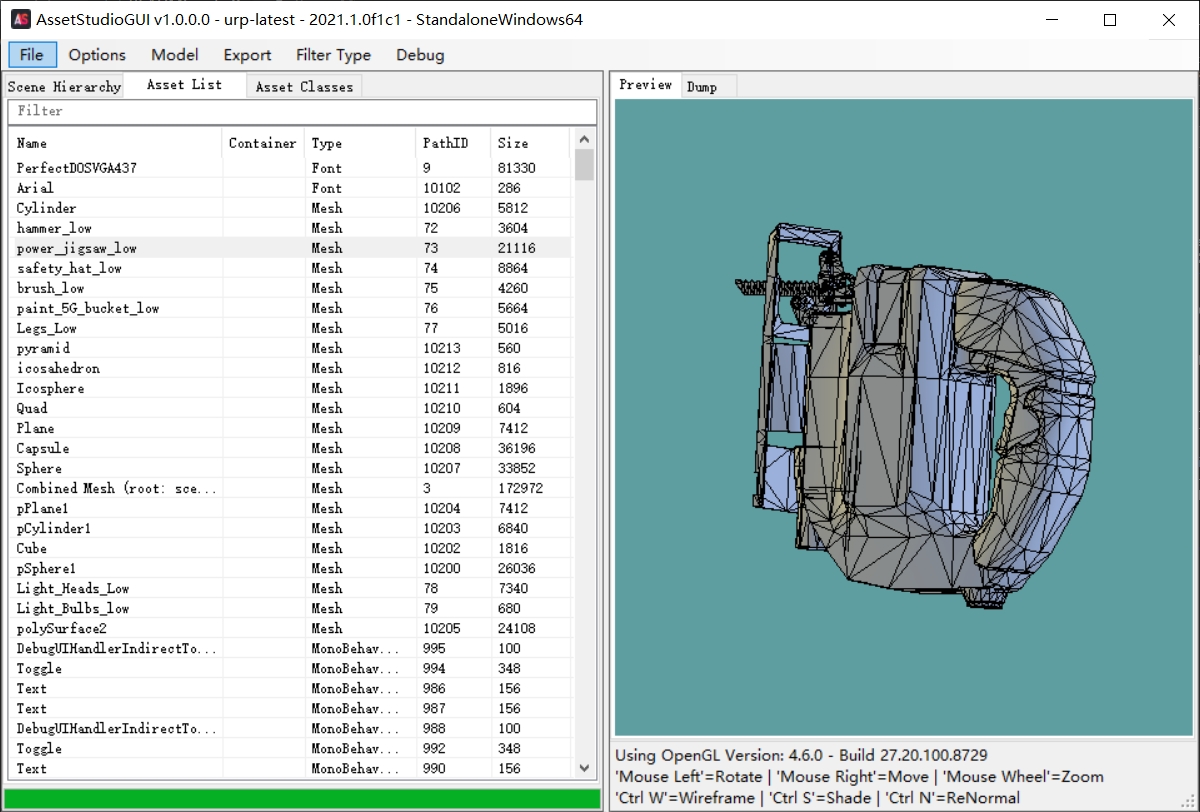 AS AssetStudioGUI v1.0.0.0 - urp-latest - 2021.1.0f1c1 - StandaloneWindows64
File Options Model Export Filter Type Debug
Scene Hierarchy Asset List Asset Classes
Filter
Name Container Type PathID Size
PerfectDOSVGA437 Font 9 81330
Arial Font 10102 286
Cylinder Mesh 10206 5812
hammer_low Mesh 72 3604
power_jigsaw_low Mesh 73 21116
safety_hat_low Mesh 74 8864
brush_low Mesh 75 4260
paint_5G_bucket_low Mesh 76 5664
Legs_Low Mesh 77 5016
pyramid Mesh 10213 560
icosahedron Mesh 10212 816
Icosphere Mesh 10211 1896
Quad Mesh 10210 604
Plane Mesh 10209 7412
Capsule Mesh 10208 36196
Sphere Mesh 10207 33852
Combined Mesh (root: sce... Mesh 3 172972
pPlane1 Mesh 10204 7412
pCylinder1 Mesh 10203 6840
Cube Mesh 10202 1816
pSphere1 Mesh 10200 26036
Light_Heads_Low Mesh 78 7340
Light_Bulbs_low Mesh 79 680
polySurface2 Mesh 10205 24108
DebugUIHandlerIndirectTo... MonoBehav... 995 100
Toggle MonoBehav... 994 348
Text MonoBehav... 986 156
Text MonoBehav... 987 156
DebugUIHandlerIndirectTo... MonoBehav... 988 100
Toggle MonoBehav... 992 348
Text MonoBehav... 990 156
Preview Dump
Using OpenGL Version: 4.6.0 - Build 27.20.100.8729
'Mouse Left'=Rotate | 'Mouse Right'=Move | 'Mouse Wheel'=Zoom
'Ctrl W'=Wireframe | 'Ctrl S'=Shade | 'Ctrl N'=ReNormal